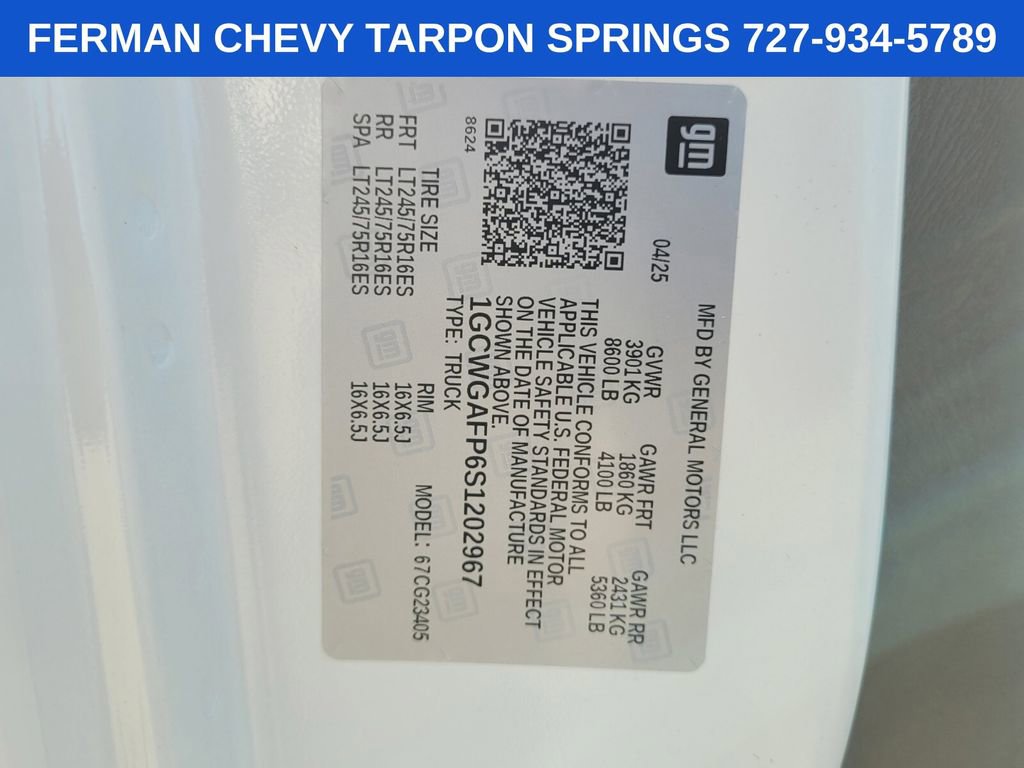 FERMAN CHEVY TARPON SPRINGS 727-934-5789
gm
MFD BY GENERAL MOTORS LLC
04/25
GVWR GAWR FRT GAWR RR
3901 KG 1860 KG 2431 KG
8600 LB 4100 LB 5360 LB
THIS VEHICLE CONFORMS TO ALL
APPLICABLE U.S. FEDERAL MOTOR
VEHICLE SAFETY STANDARDS IN EFFECT
ON THE DATE OF MANUFACTURE
SHOWN ABOVE.
1GCWGAFP6S1202967
TYPE: TRUCK
8624
MODEL: 67CG23405
TIRE SIZE RIM
FRT LT245/75R16ES 16X6.5J
RR LT245/75R16ES 16X6.5J
SPA LT245/75R16ES 16X6.5J